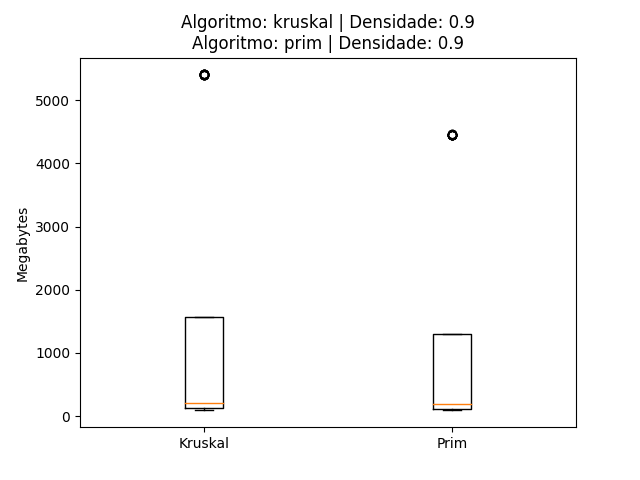 Algoritmo: kruskal | Densidade: 0.9
Algoritmo: prim | Densidade: 0.9
Megabytes
5000
4000
3000
2000
1000
0
Kruskal
Prim